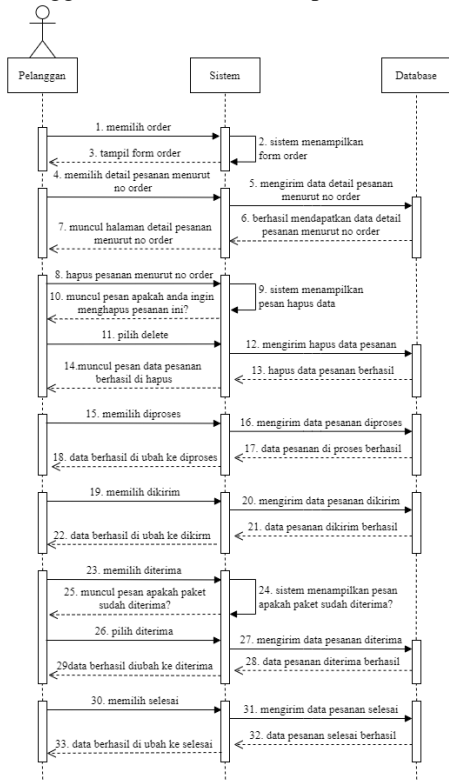 Pelanggan
Sistem
Database
1. memilih order
2. sistem menampilkan
form order
3. tampil form order
4. memilih detail pesanan menurut
no order
5. mengirim data detail pesanan
menurut no order
6. berhasil mendapatkan data detail
pesanan menurut no order
7. muncul halaman detail pesanan
menurut no order
8. hapus pesanan menurut no order
9. sistem menampilkan
pesan hapus data
10. muncul pesan apakah anda ingin
menghapus pesanan ini?
11. pilih delete
12. mengirim hapus data pesanan
13. hapus data pesanan berhasil
14.muncul pesan data pesanan
berhasil di hapus
15. memilih diproses
16. mengirim data pesanan diproses
17. data pesanan di proses berhasil
18. data berhasil di ubah ke diproses
19. memilih dikirim
20. mengirim data pesanan dikirim
21. data pesanan dikirim berhasil
22. data berhasil di ubah ke dikirm
23. memilih diterima
24. sistem menampilkan pesan
apakah paket sudah diterima?
25. muncul pesan apakah paket
sudah diterima?
26. pilih diterima
27. mengirim data pesanan diterima
28. data pesanan diterima berhasil
29data berhasil diubah ke diterima
30. memilih selesai
31. mengirim data pesanan selesai
32. data pesanan selesai berhasil
33. data berhasil di ubah ke selesai